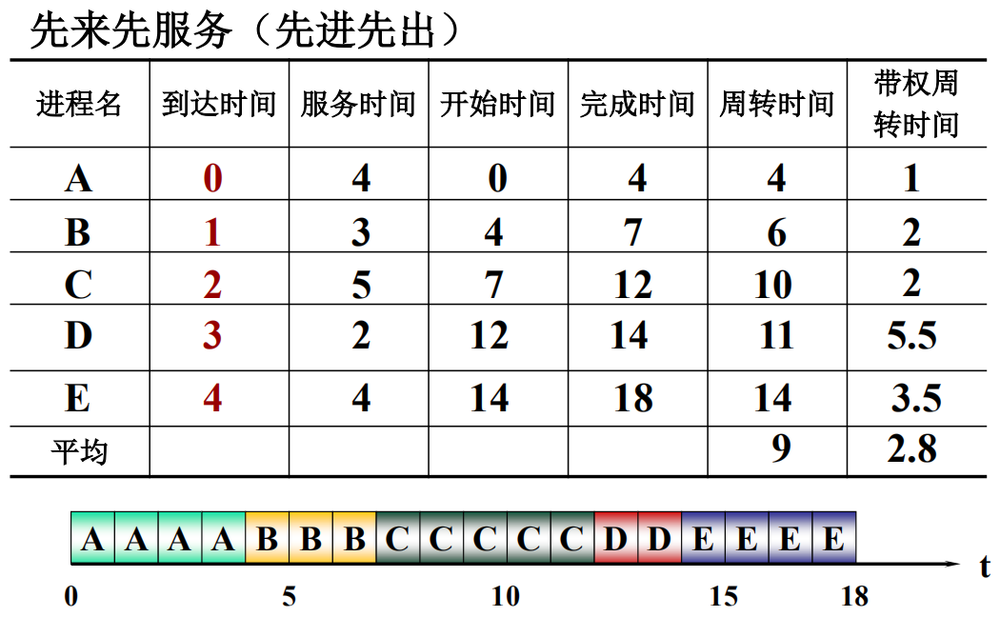 先来先服务（先进先出）
进程名 到达时间 服务时间 开始时间 完成时间 周转时间 带权周
转时间
A 0 4 0 4 4 1
B 1 3 4 7 6 2
C 2 5 7 12 10 2
D 3 2 12 14 11 5.5
E 4 4 14 18 14 3.5
平均 9 2.8
A A A A B B B C C C C C D D E E E E
t
0 5 10 15 18